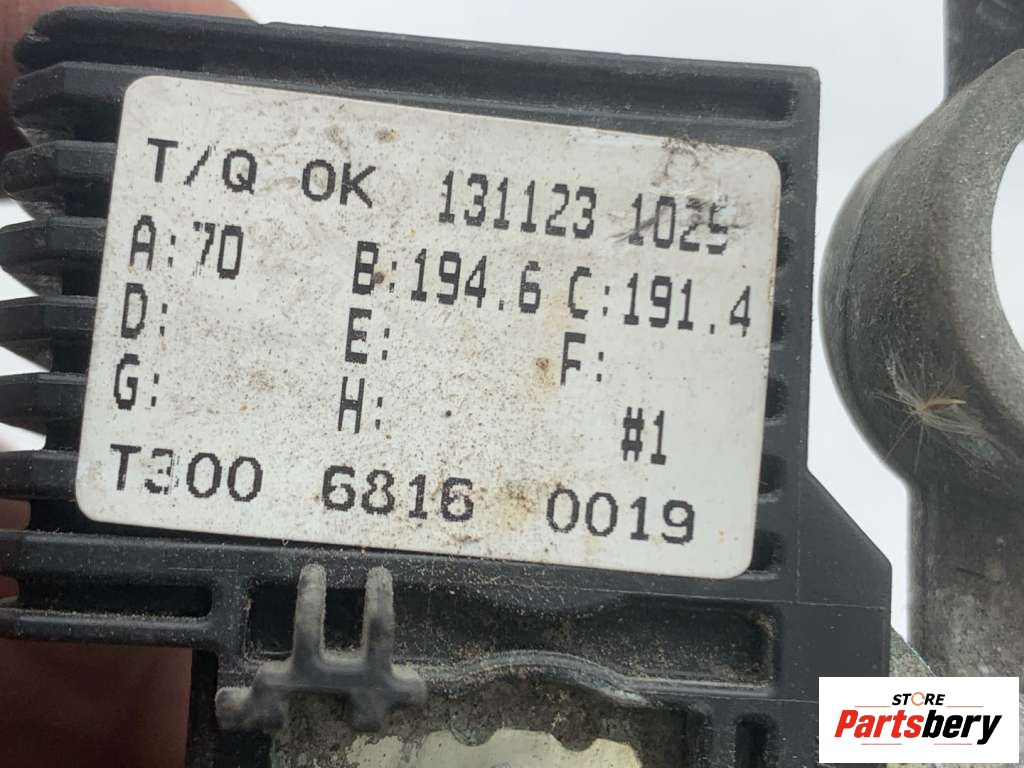 T/Q OK 131123 1025
A:70 B:194.6 C:191.4
D: E: F:
G: H: #1
T300 6816 0019
STORE
Partsbery